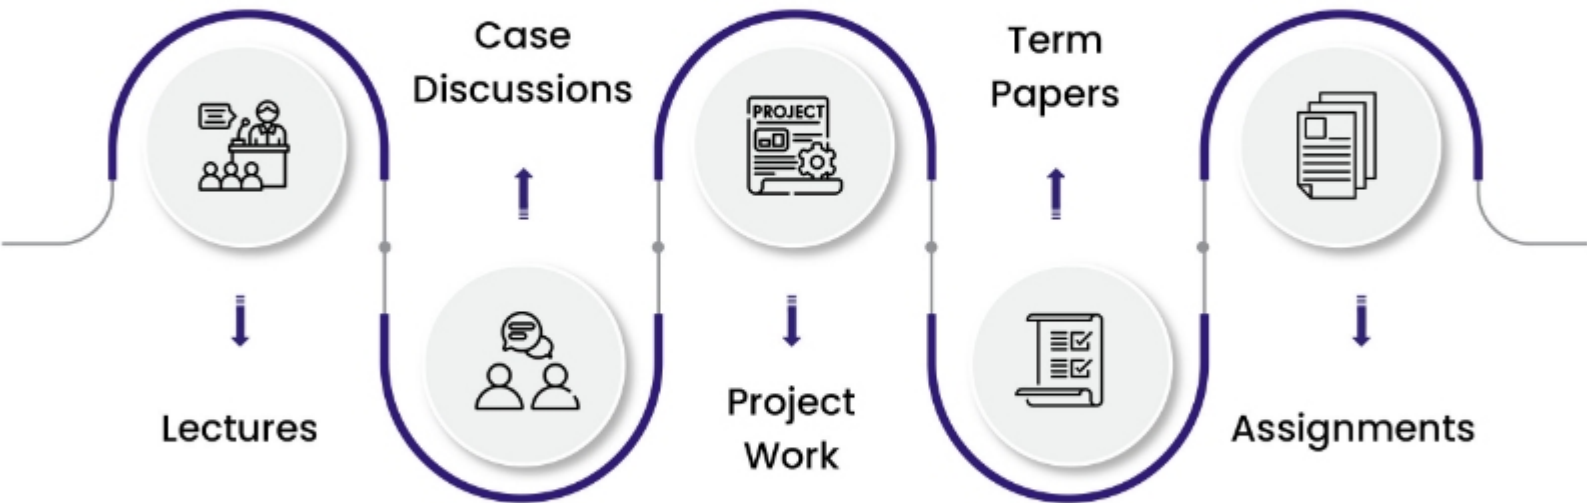 Case
Discussions
Term
Papers
PROJECT
Lectures
Project
Work
Assignments